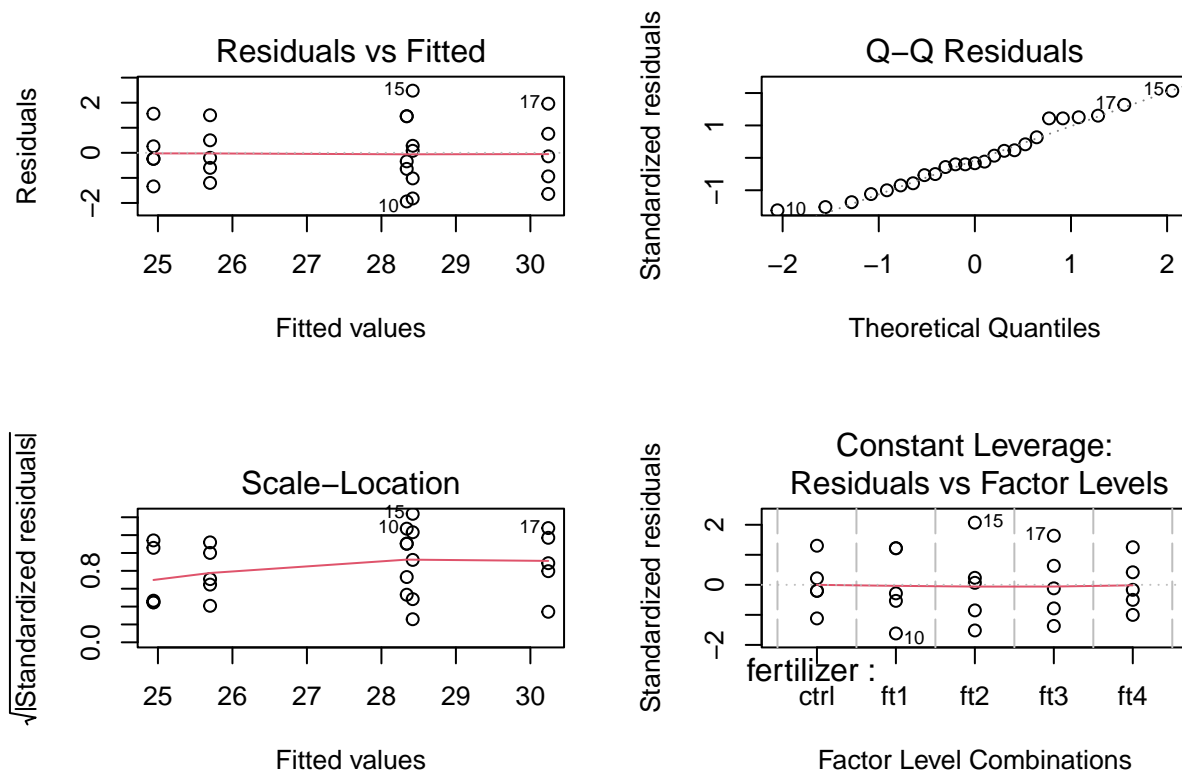 Residuals vs Fitted
Residuals
2
0
−2
15
17
10
25 26 27 28 29 30
Fitted values
Q−Q Residuals
Standardized residuals
1
−1
10
17
15
−2 −1 0 1 2
Theoretical Quantiles
Scale−Location
√|Standardized residuals|
0.8
0.0
15
10
17
25 26 27 28 29 30
Fitted values
Constant Leverage:
Residuals vs Factor Levels
Standardized residuals
2
0
−2
15
17
10
fertilizer :
ctrl ft1 ft2 ft3 ft4
Factor Level Combinations